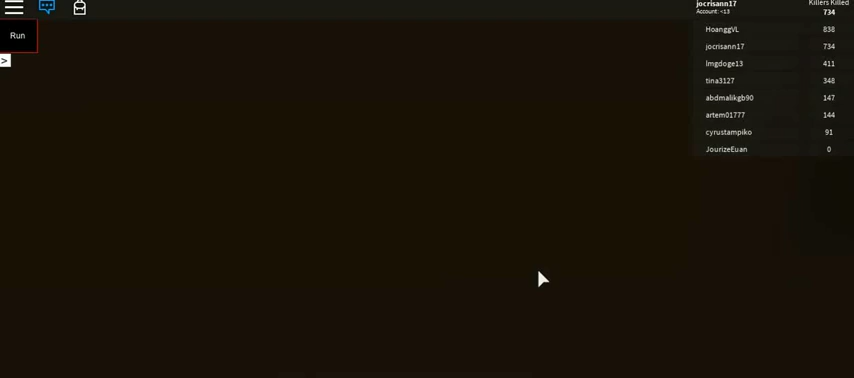 jocrisann17 Killers Killed
Account: <13 734
Run
HoanggVL 838
jocrisann17 734
lmgdoge13 411
>
tina3127 348
abdmalikgb90 147
artem01777 144
cyrustampiko 91
JourizeEuan 0